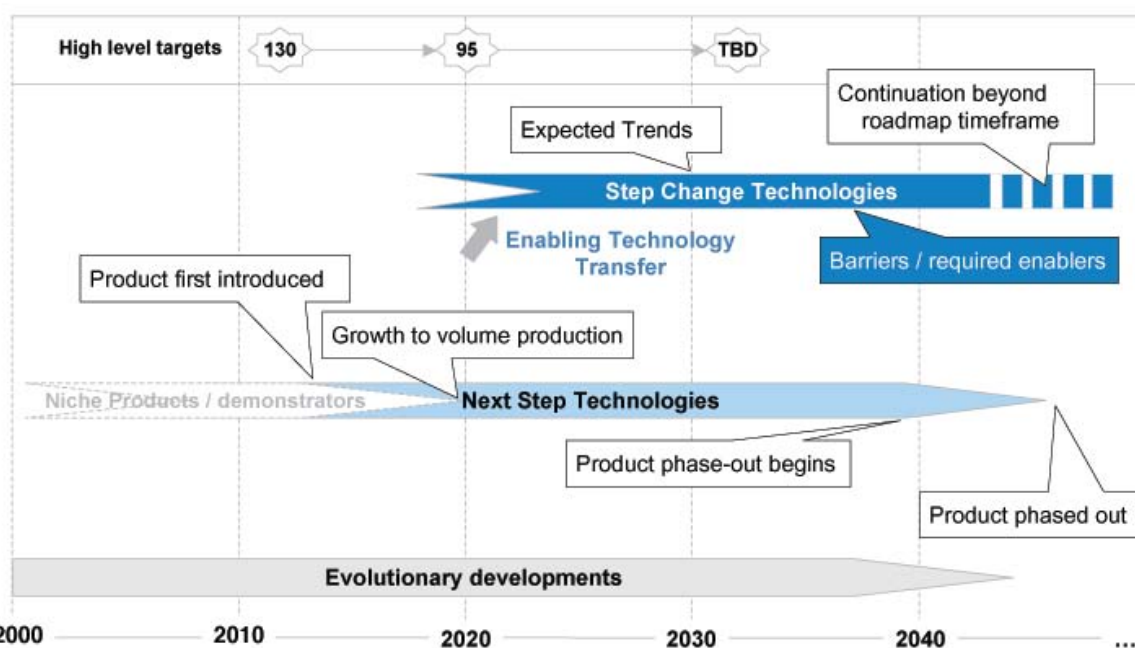 High level targets
130
95
TBD
Continuation beyond
roadmap timeframe
Expected Trends
Step Change Technologies
Enabling Technology
Transfer
Barriers / required enablers
Product first introduced
Growth to volume production
Niche Products / demonstrators
Next Step Technologies
Product phase-out begins
Product phased out
Evolutionary developments
2000
2010
2020
2030
2040
...